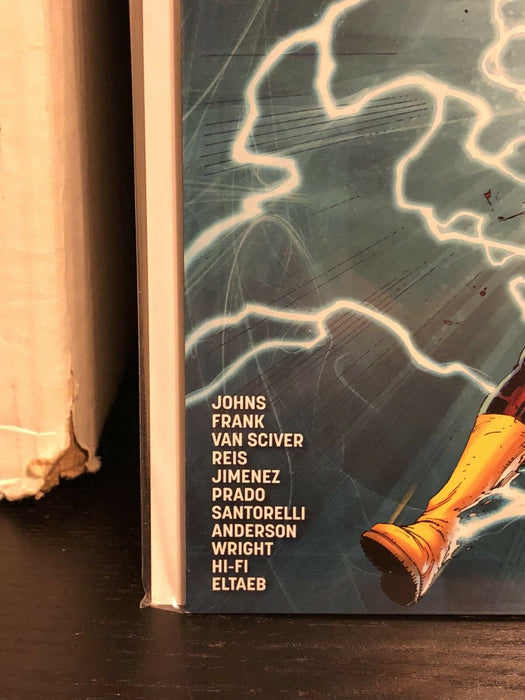 JOHNS
FRANK
VAN SCIVER
REIS
JIMENEZ
PRADO
SANTORELLI
ANDERSON
WRIGHT
HI-FI
ELTAEB